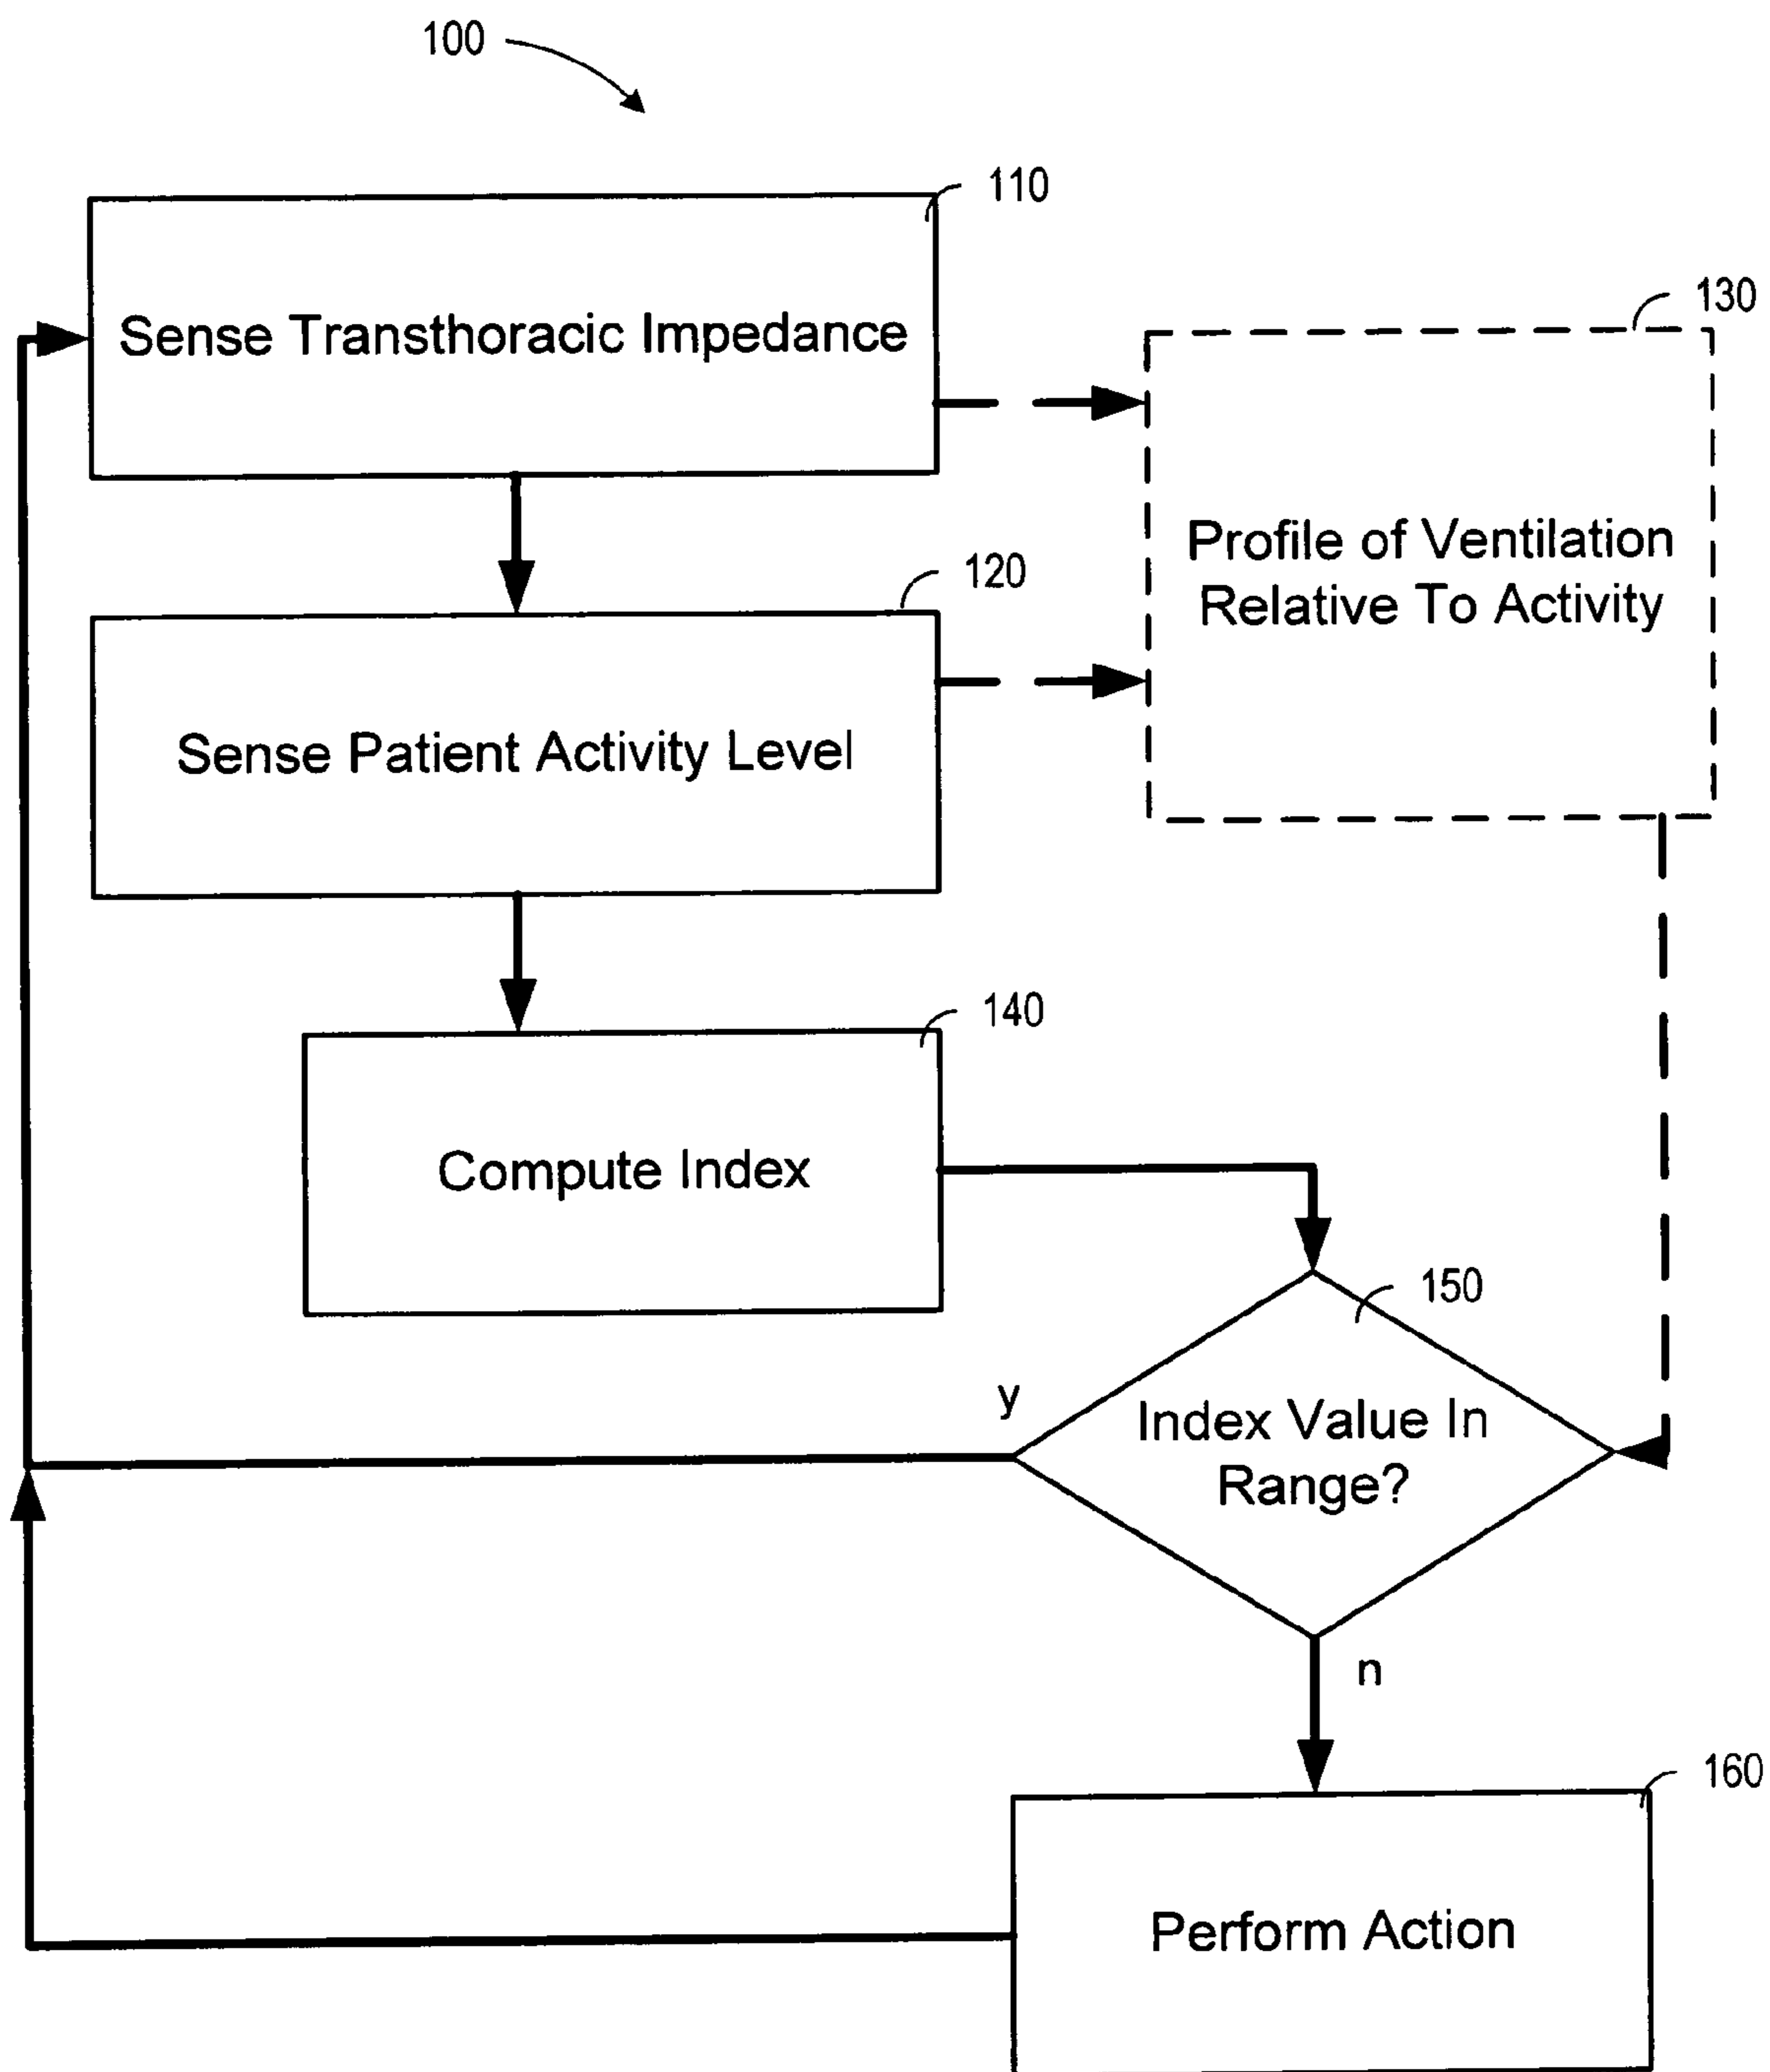 100
110
Sense Transthoracic Impedance
130
Profile of Ventilation
Relative To Activity
120
Sense Patient Activity Level
140
Compute Index
150
y
Index Value In
Range?
n
160
Perform Action